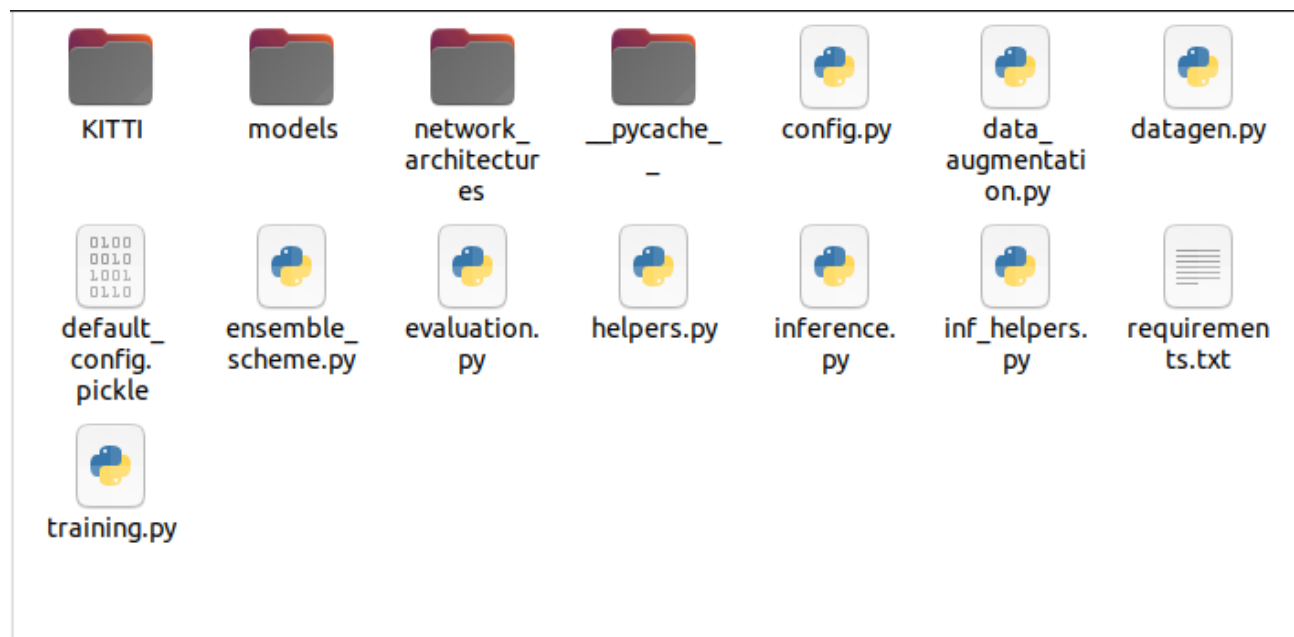 KITTI
models
network_
architectur
es
__pycache_
_
config.py
data_
augmentati
on.py
datagen.py
0100
0010
1001
0110
default_
config.
pickle
ensemble_
scheme.py
evaluation.
py
helpers.py
inference.
py
inf_helpers.
py
requiremen
ts.txt
training.py